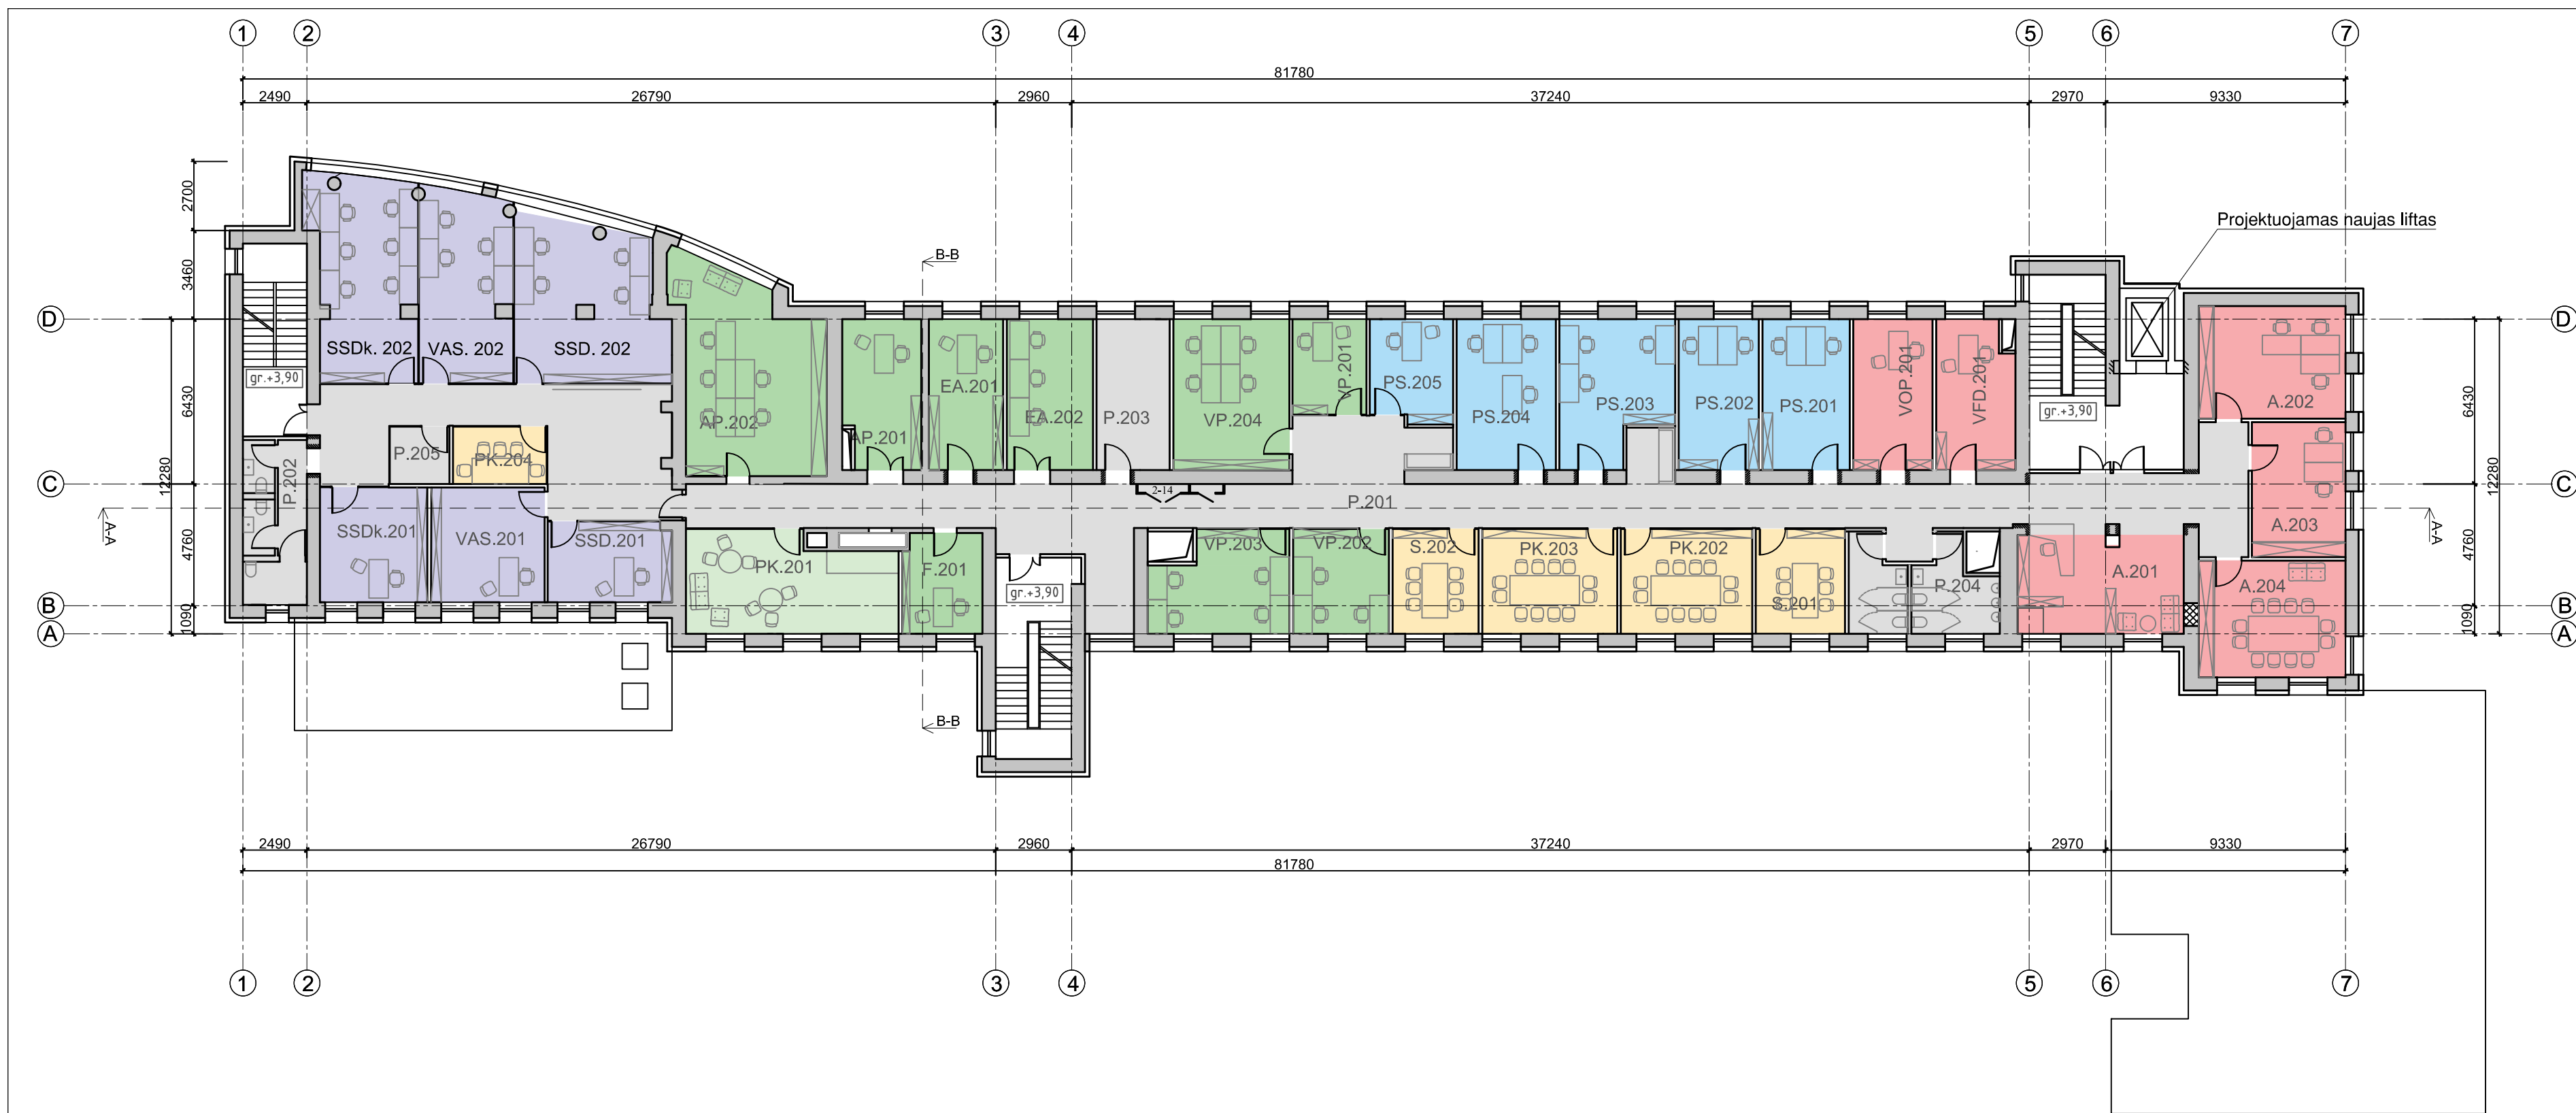 1 2 3 4 5 6 7
81780
2490 26790 2960 37240 2970 9330
2700
3460
6430
12280
4760
1090
Projektuojamas naujas liftas
B-B
D D
SSDk. 202 VAS. 202 SSD. 202
gr.+3,90
AP.202 AP.201 EA.201 EA.202 P.203 VP.204 VP.201 PS.205 PS.204 PS.203 PS.202 PS.201 VOP.201 VFD.201
gr.+3,90
A.202
6430
12280
4760
1090
P.205 PK.204
P.202
C C
2-14
P.201
A-A A-A
SSDk.201 VAS.201 SSD.201
PK.201 F.201
gr.+3,90
VP.203 VP.202 S.202 PK.203 PK.202 S.201 P.204 A.201 A.203 A.204
B B
A A
B-B
2490 26790 2960 37240 2970 9330
81780
1 2 3 4 5 6 7